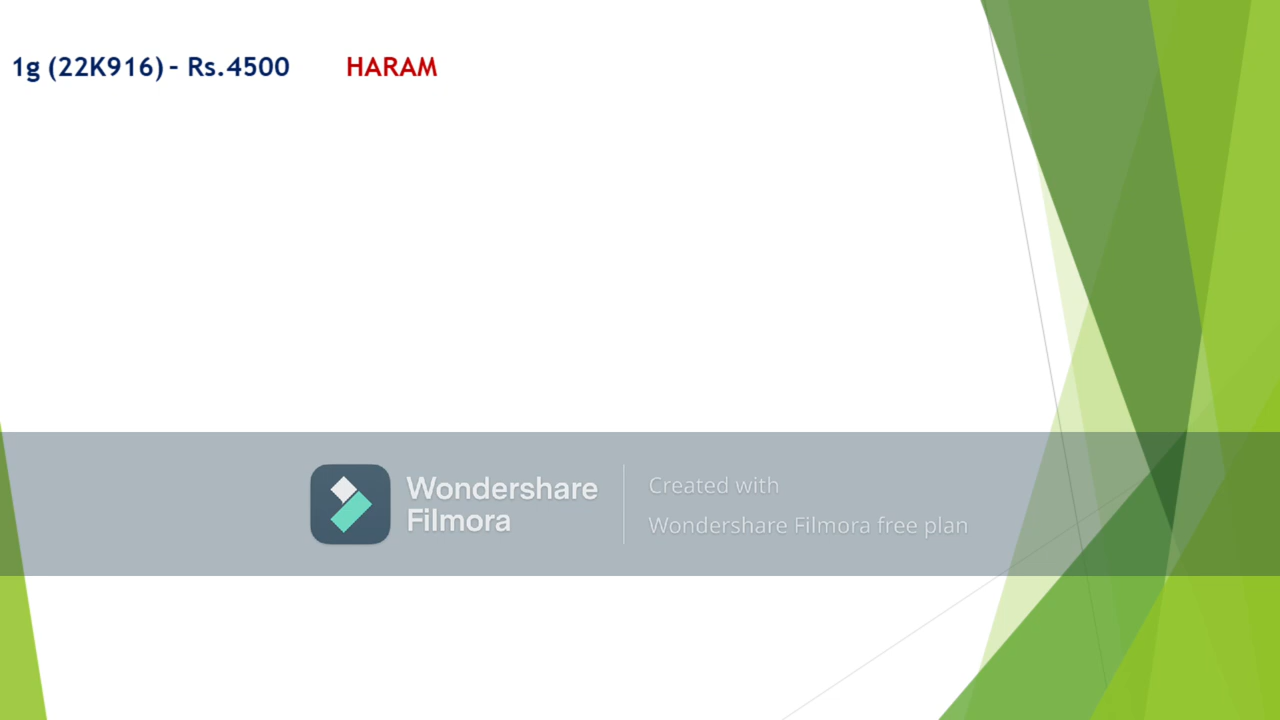 1g (22K916) - Rs.4500 HARAM
Wondershare
Filmora
Created with
Wondershare Filmora free plan